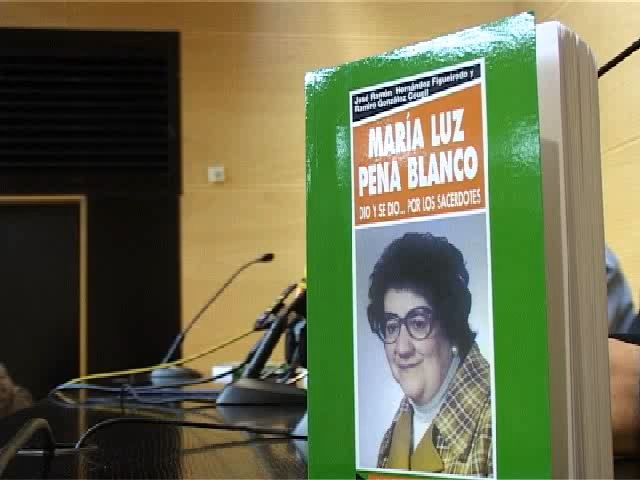 José Ramón Hernández Figueiredo y
Ramiro González Cougil
MARÍA LUZ
PENA BLANCO
DIO Y SE DIO... POR LOS SACERDOTES